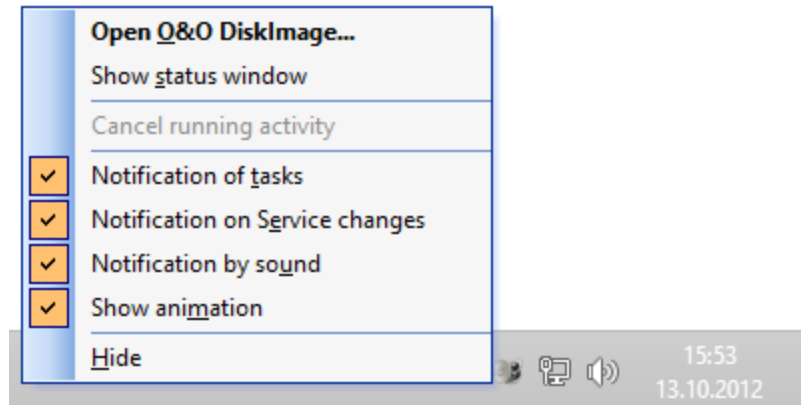 Open O&O DiskImage...
Show status window
Cancel running activity
Notification of tasks
Notification on Service changes
Notification by sound
Show animation
Hide
15:53
13.10.2012